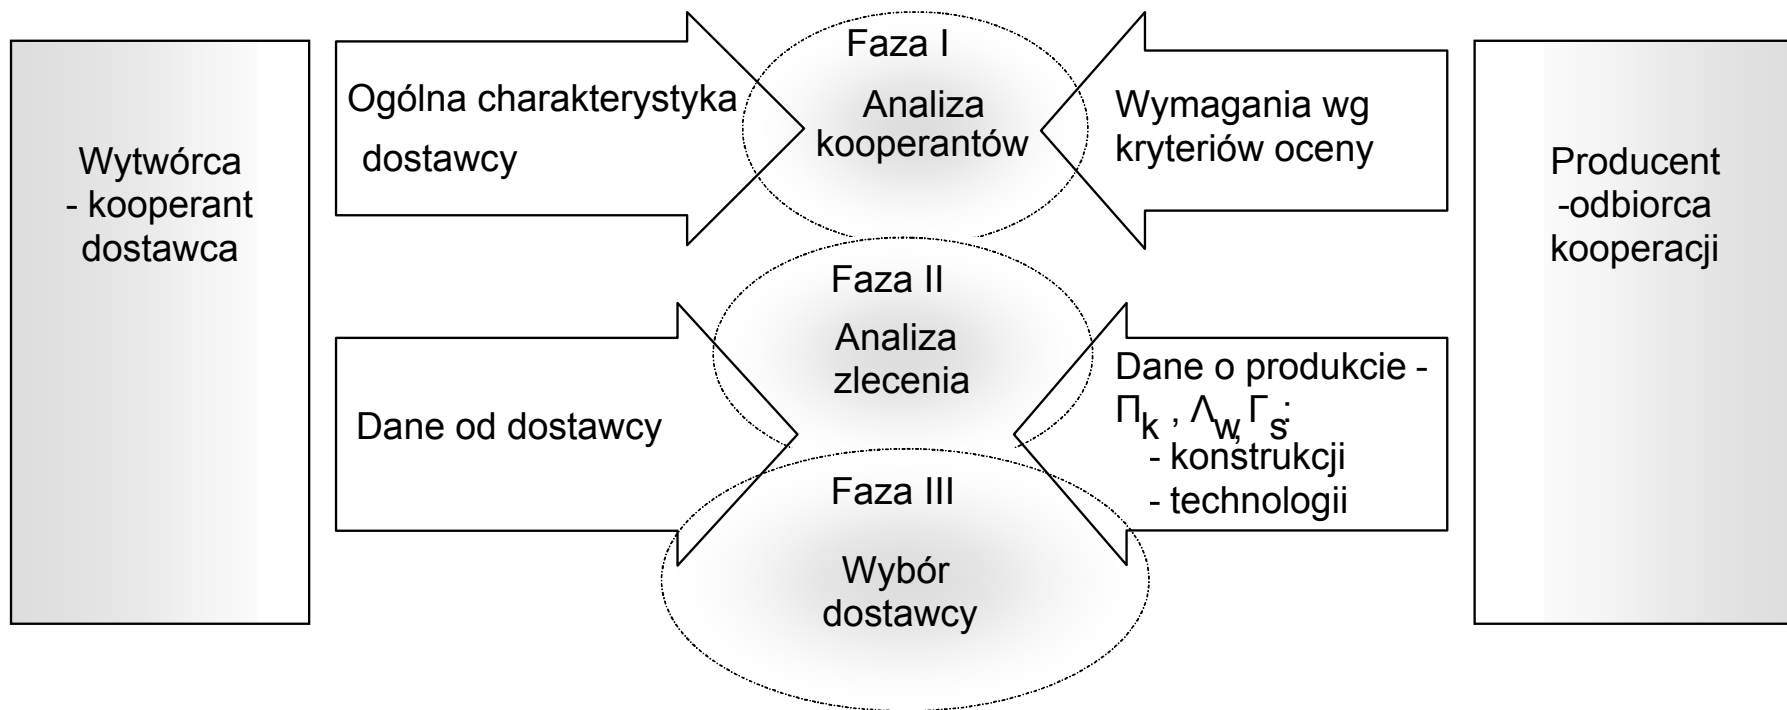 Wytwórca
- kooperant
dostawca
Ogólna charakterystyka
dostawcy
Faza I
Analiza
kooperantów
Wymagania wg
kryteriów oceny
Producent
-odbiorca
kooperacji
Dane od dostawcy
Faza II
Analiza
zlecenia
Dane o produkcie -
Πk , Λw, Γs:
- konstrukcji
- technologii
Faza III
Wybór
dostawcy